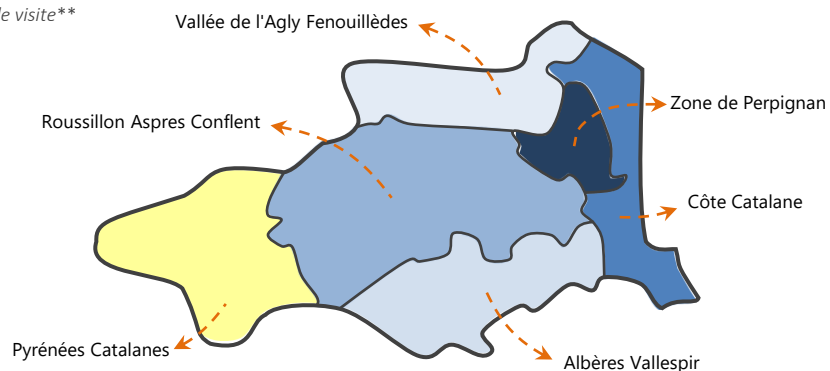 de visite**
Vallée de l'Agly Fenouillèdes
Zone de Perpignan
Roussillon Aspres Conflent
Côte Catalane
Pyrénées Catalanes
Albères Vallespir